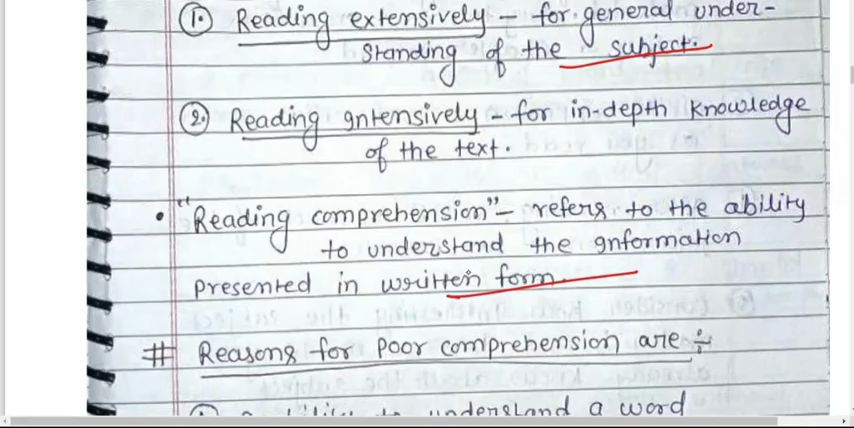 1. Reading extensively - for general under-
standing of the subject.
2. Reading Intensively - for in-depth knowledge
of the text.
• "Reading comprehension" - refers to the ability
to understand the Information
presented in written form.
# Reasons for Poor comprehension are ÷
understand a word